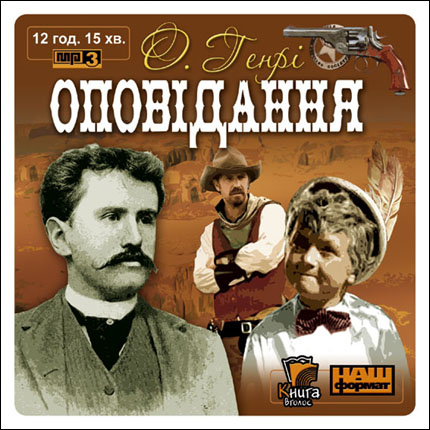 12 год. 15 хв.
mp3
О. Генрі
ОПОВІДАННЯ
Книга
Вголос
НАШ
формат